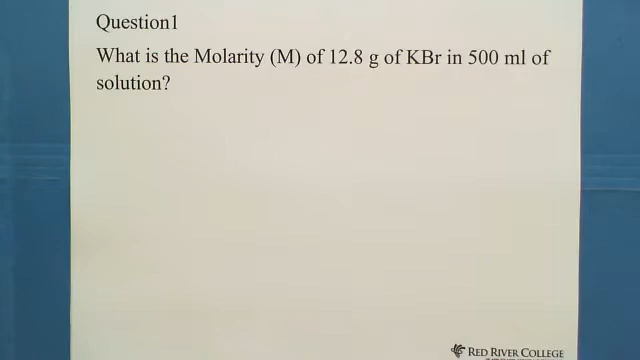 Question1
What is the Molarity (M) of 12.8 g of KBr in 500 ml of
solution?
RED RIVER COLLEGE